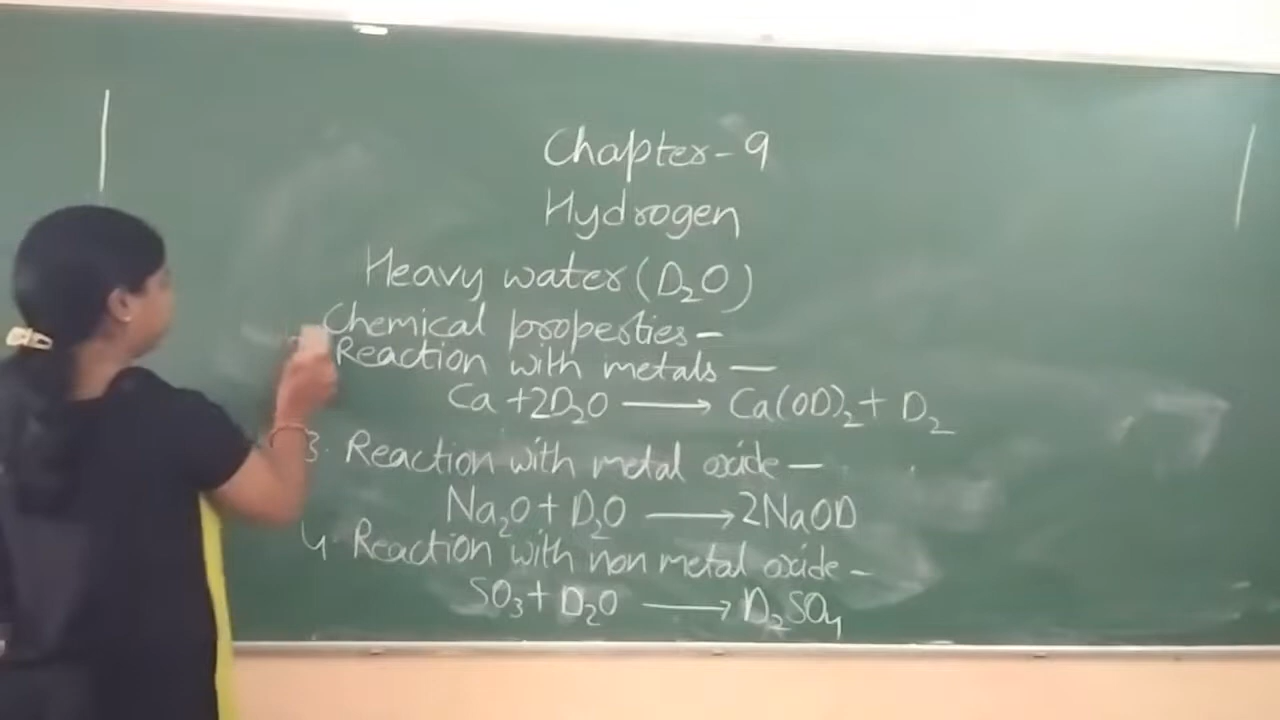 Chapter-9
Hydrogen
Heavy water (D₂O)
Chemical properties-
Reaction with metals-
Ca+2D₂O → Ca(OD)₂+ D₂
3. Reaction with metal oxide-
Na₂O+D₂O → 2NaOD
4. Reaction with non metal oxide-
SO₃+D₂O → D₂SO₄